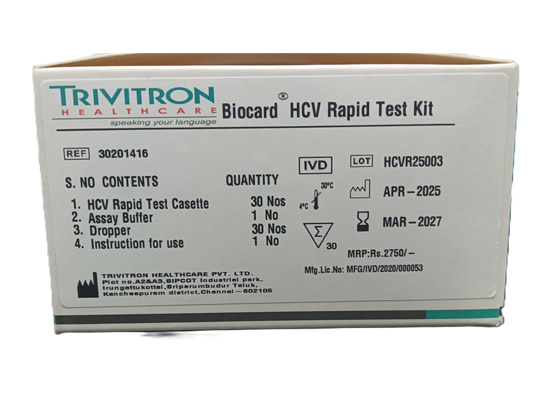 TRIVITRON
HEALTHCARE
speaking your language
Biocard® HCV Rapid Test Kit
REF 30201416
IVD
LOT HCVR25003
S. NO CONTENTS QUANTITY
30°C
4°C
APR-2025
1. HCV Rapid Test Casette 30 Nos
2. Assay Buffer 1 No
3. Dropper 30 Nos
4. Instruction for use 1 No
MAR-2027
Σ 30
MRP:Rs.2750/-
Mfg.Lic.No: MFG/IVD/2020/000053
TRIVITRON HEALTHCARE PVT. LTD.
Plot no.A2&A3,SIPCOT Industrial park,
Irungattukottai,Sriperumbudur Taluk,
Kancheepuram district,Chennai-602105